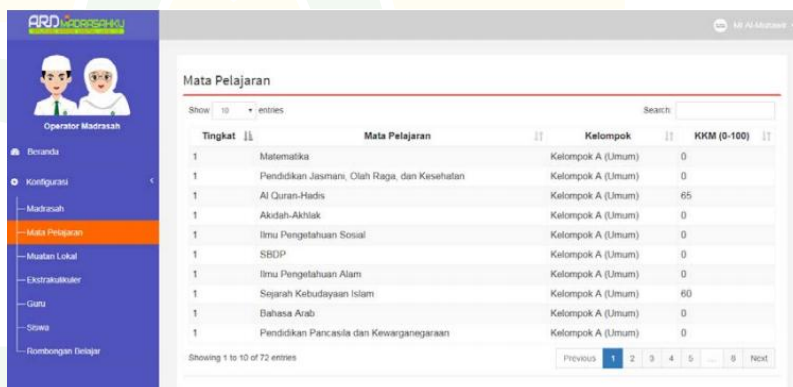 ARD MADRASAHKU
Operator Madrasah
Beranda
Konfigurasi
Madrasah
Mata Pelajaran
Muatan Lokal
Ekstrakulikuler
Guru
Siswa
Rombongan Belajar
Mata Pelajaran
Show 10 entries
Search:
Tingkat Mata Pelajaran Kelompok KKM (0-100)
1 Matematika Kelompok A (Umum) 0
1 Pendidikan Jasmani, Olah Raga, dan Kesehatan Kelompok A (Umum) 0
1 Al Quran-Hadis Kelompok A (Umum) 65
1 Akidah-Akhlak Kelompok A (Umum) 0
1 Ilmu Pengetahuan Sosial Kelompok A (Umum) 0
1 SBDP Kelompok A (Umum) 0
1 Ilmu Pengetahuan Alam Kelompok A (Umum) 0
1 Sejarah Kebudayaan Islam Kelompok A (Umum) 60
1 Bahasa Arab Kelompok A (Umum) 0
1 Pendidikan Pancasila dan Kewarganegaraan Kelompok A (Umum) 0
Showing 1 to 10 of 72 entries
Previous 1 2 3 4 5 ... 8 Next